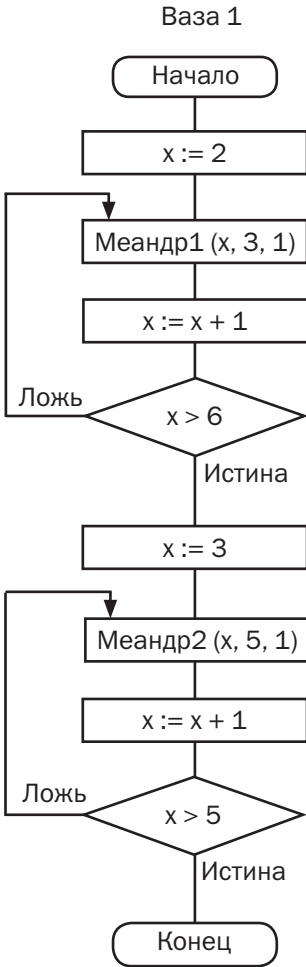 Ваза 1
Начало
x := 2
Меандр1 (x, 3, 1)
x := x + 1
Ложь
x > 6
Истина
x := 3
Меандр2 (x, 5, 1)
x := x + 1
Ложь
x > 5
Истина
Конец